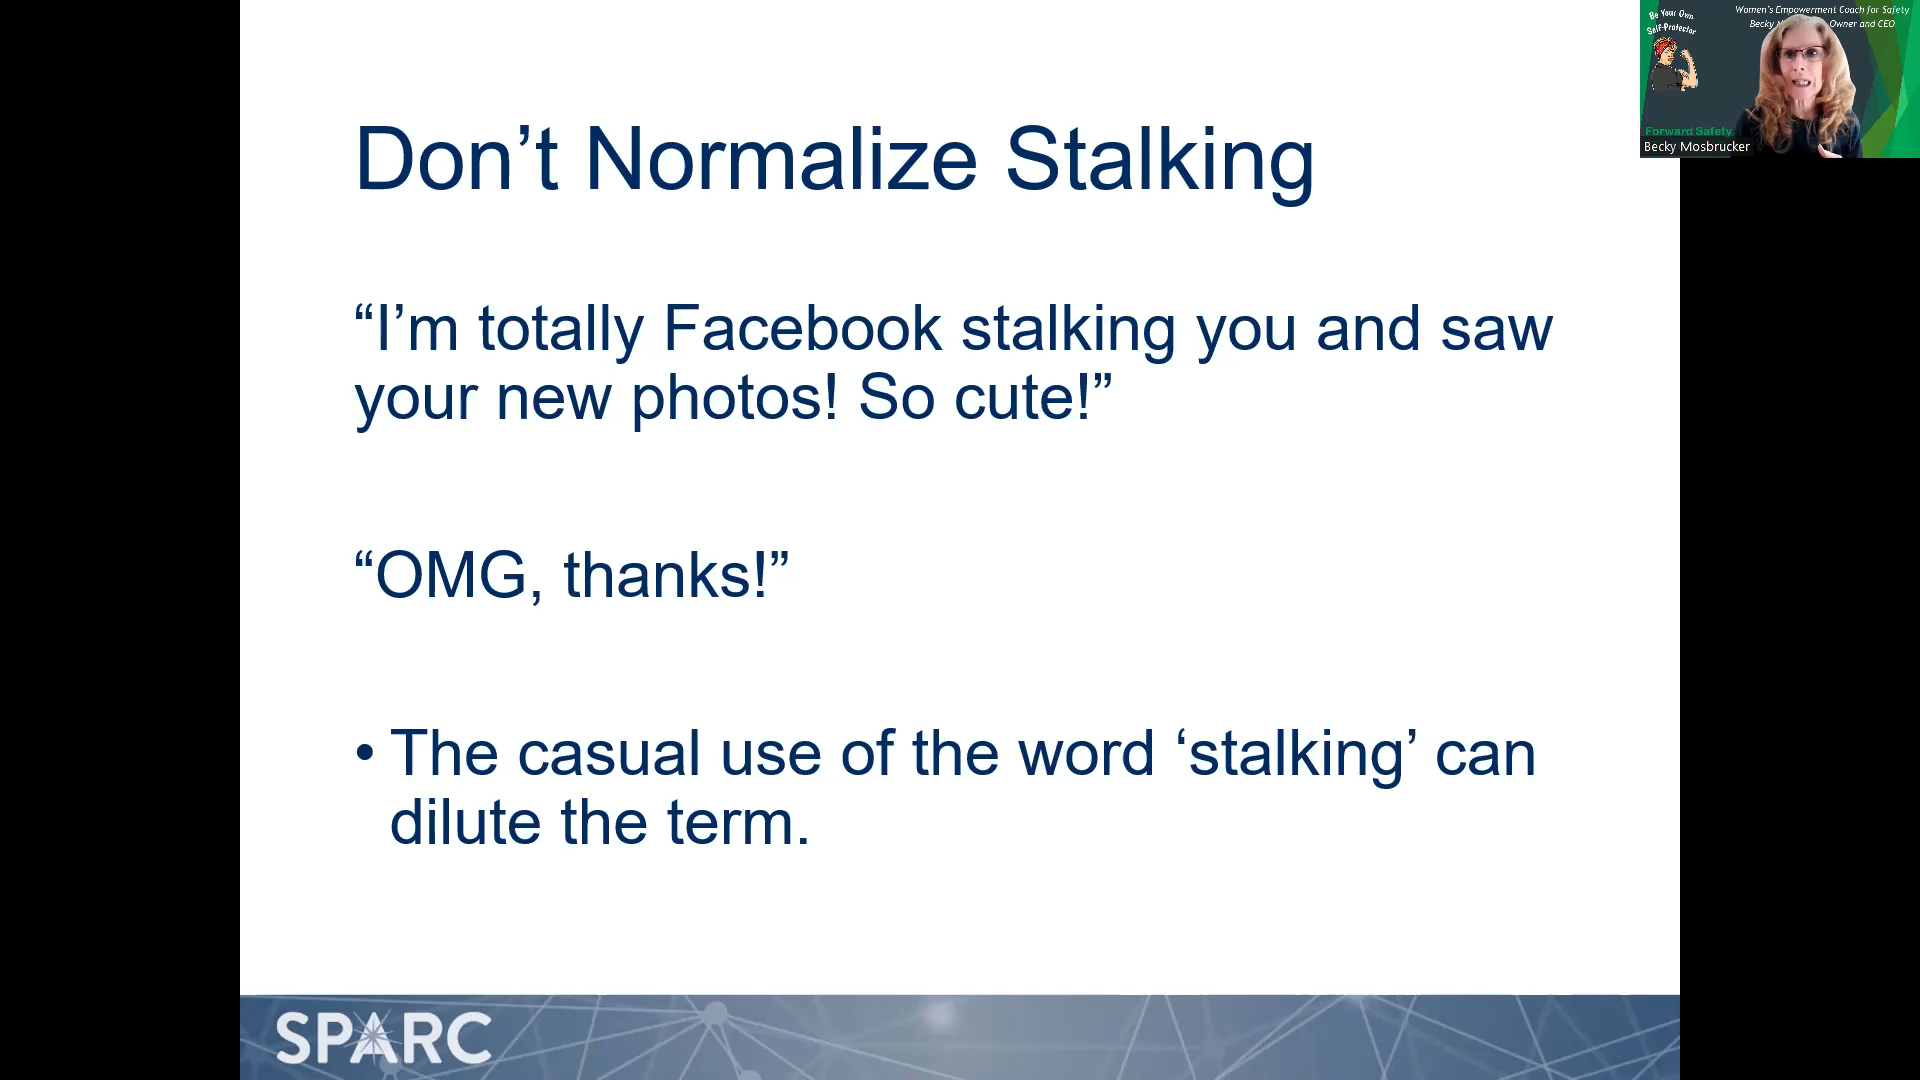 Don’t Normalize Stalking
“I’m totally Facebook stalking you and saw
your new photos! So cute!”
“OMG, thanks!”
• The casual use of the word ‘stalking’ can
dilute the term.
SPARC
Be Your Own
Self-Protector
Women's Empowerment Coach for Safety
Becky Owner and CEO
Forward Safety
Becky Mosbrucker